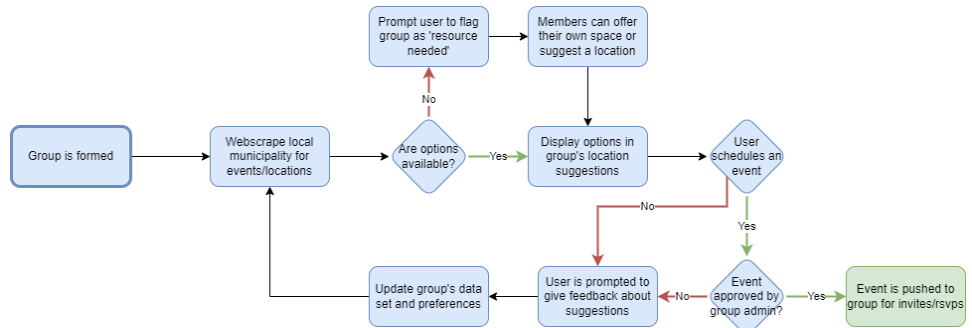 Prompt user to flag
group as 'resource
needed'
Members can offer
their own space or
suggest a location
No
Group is formed
Webscrape local
municipality for
events/locations
Are options
available?
Yes
Display options in
group's location
suggestions
User
schedules an
event
No
Yes
Update group's data
set and preferences
User is prompted to
give feedback about
suggestions
No
Event
approved by
group admin?
Yes
Event is pushed to
group for invites/rsvps